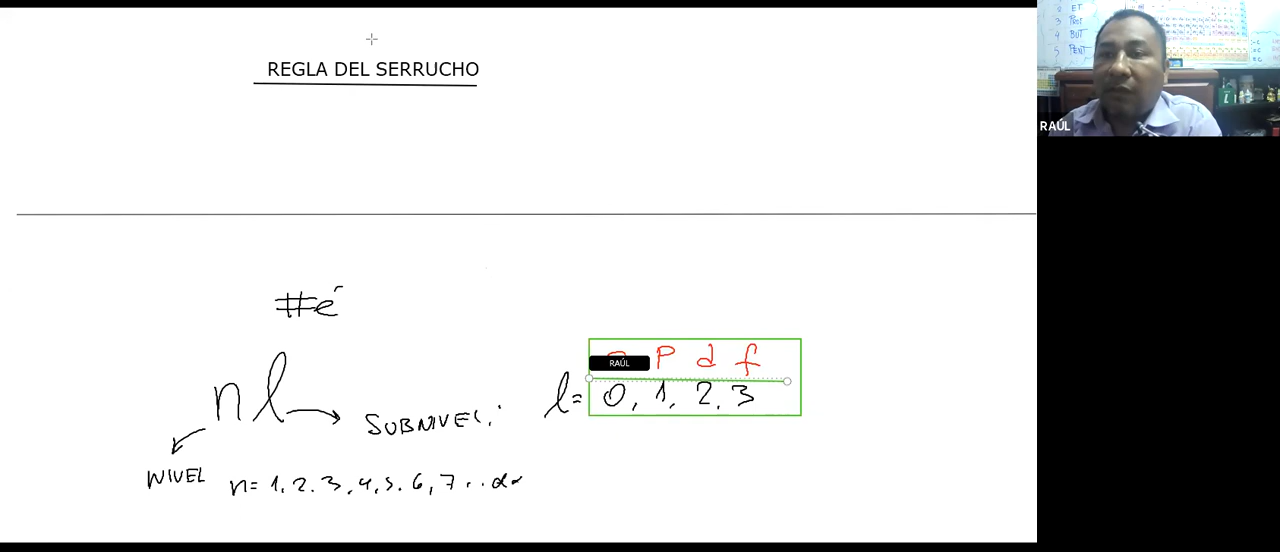 REGLA DEL SERRUCHO
RAÚL
#é
RAÚL P d f
nl SUBNIVEL: l= 0, 1, 2, 3
NIVEL n= 1, 2, 3, 4, 5, 6, 7 ..